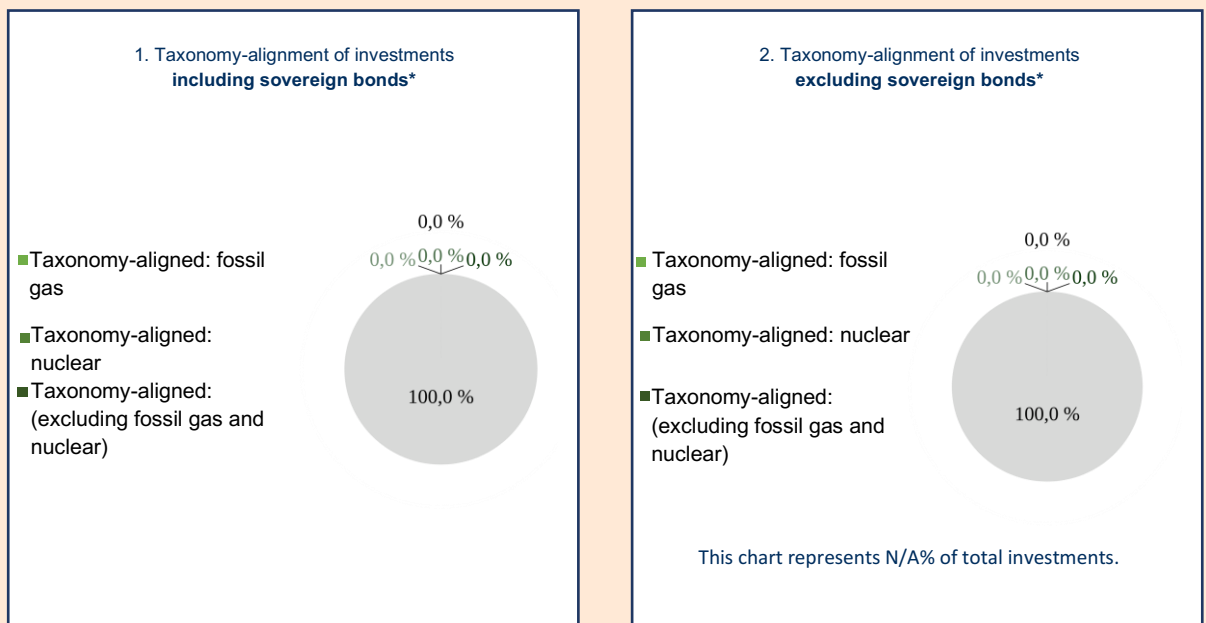 1. Taxonomy-alignment of investments
including sovereign bonds*
0,0 %
0,0 % 0,0 % 0,0 %
Taxonomy-aligned: fossil
gas
Taxonomy-aligned:
nuclear
Taxonomy-aligned:
(excluding fossil gas and
nuclear)
100,0 %
2. Taxonomy-alignment of investments
excluding sovereign bonds*
0,0 %
0,0 % 0,0 % 0,0 %
Taxonomy-aligned: fossil
gas
Taxonomy-aligned: nuclear
Taxonomy-aligned:
(excluding fossil gas and
nuclear)
100,0 %
This chart represents N/A% of total investments.